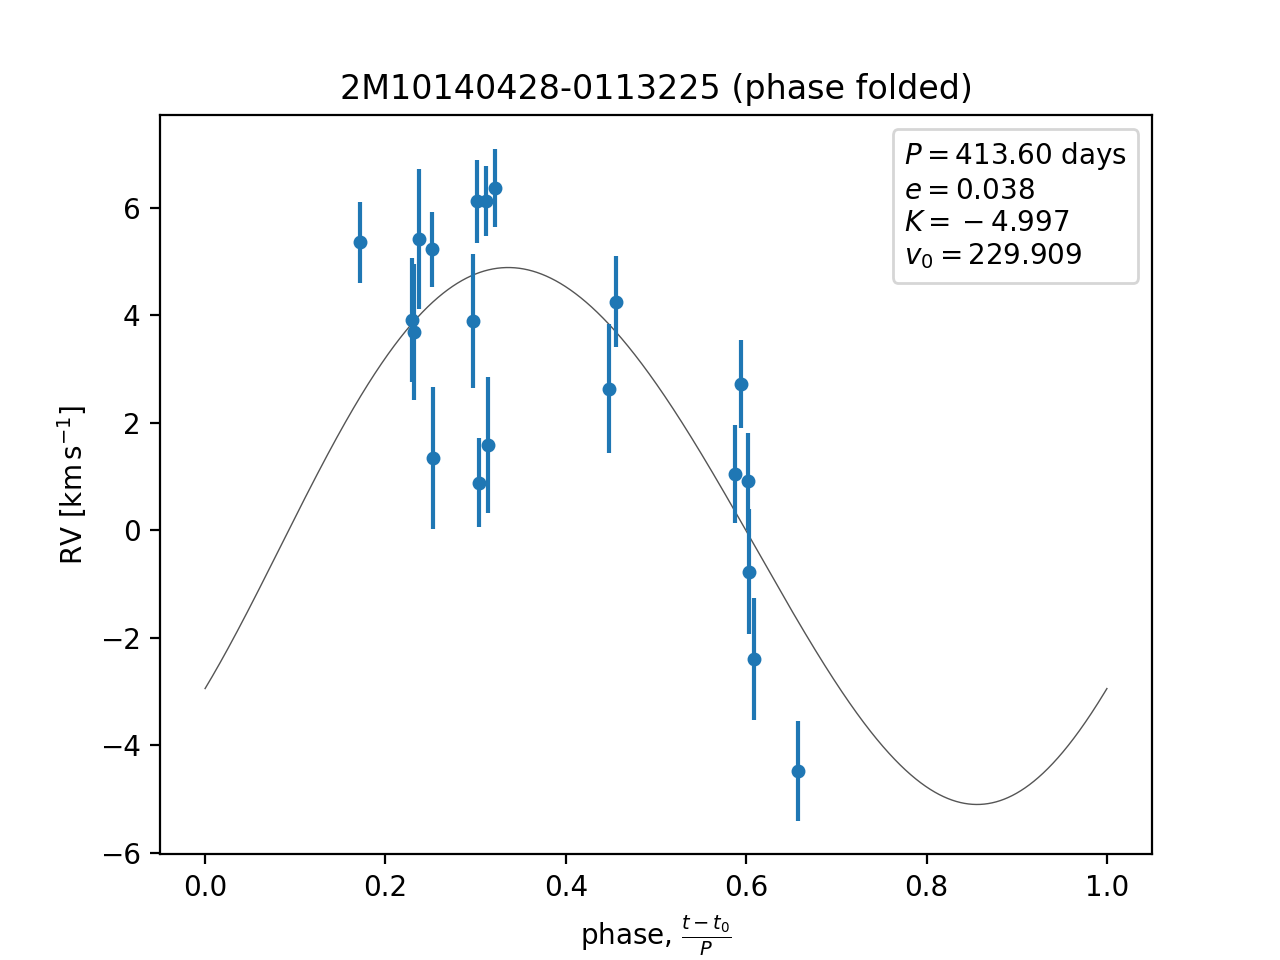 2M10140428-0113225 (phase folded)
P = 413.60 days
e = 0.038
K = −4.997
v₀ = 229.909
RV [km s⁻¹]
6
4
2
0
−2
−4
−6
0.0 0.2 0.4 0.6 0.8 1.0
phase, (t − t₀)/P